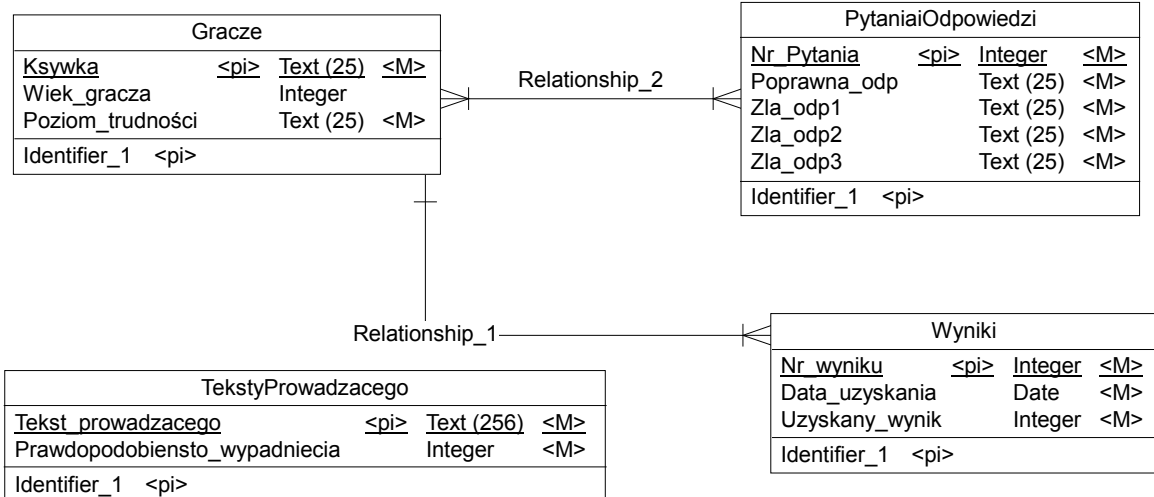 Gracze
Ksywka <pi> Text (25) <M>
Wiek_gracza Integer
Poziom_trudności Text (25) <M>
Identifier_1 <pi>
Relationship_2
PytaniaiOdpowiedzi
Nr_Pytania <pi> Integer <M>
Poprawna_odp Text (25) <M>
Zla_odp1 Text (25) <M>
Zla_odp2 Text (25) <M>
Zla_odp3 Text (25) <M>
Identifier_1 <pi>
Relationship_1
Wyniki
Nr_wyniku <pi> Integer <M>
Data_uzyskania Date <M>
Uzyskany_wynik Integer <M>
Identifier_1 <pi>
TekstyProwadzacego
Tekst_prowadzacego <pi> Text (256) <M>
Prawdopodobiensto_wypadniecia Integer <M>
Identifier_1 <pi>